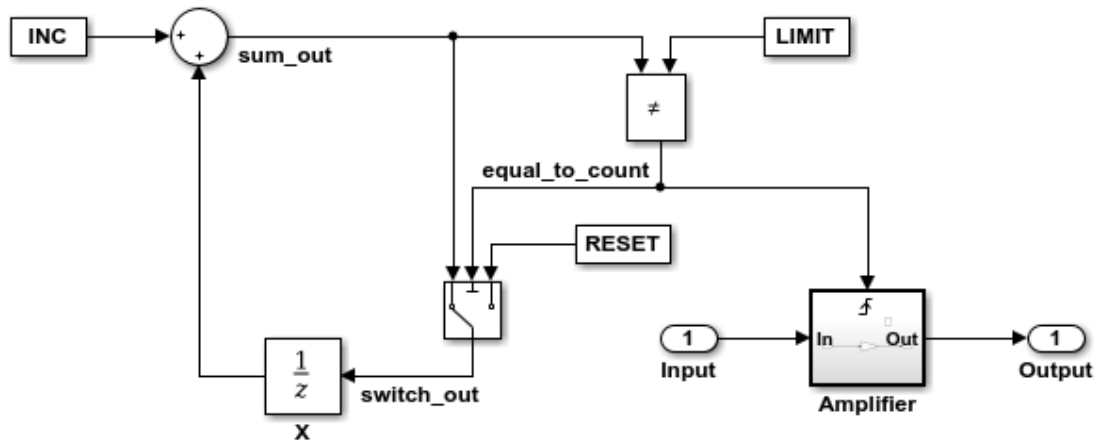 INC
+
+
sum_out
LIMIT
≠
equal_to_count
RESET
1
z
X
switch_out
1
Input
In
Out
Amplifier
1
Output